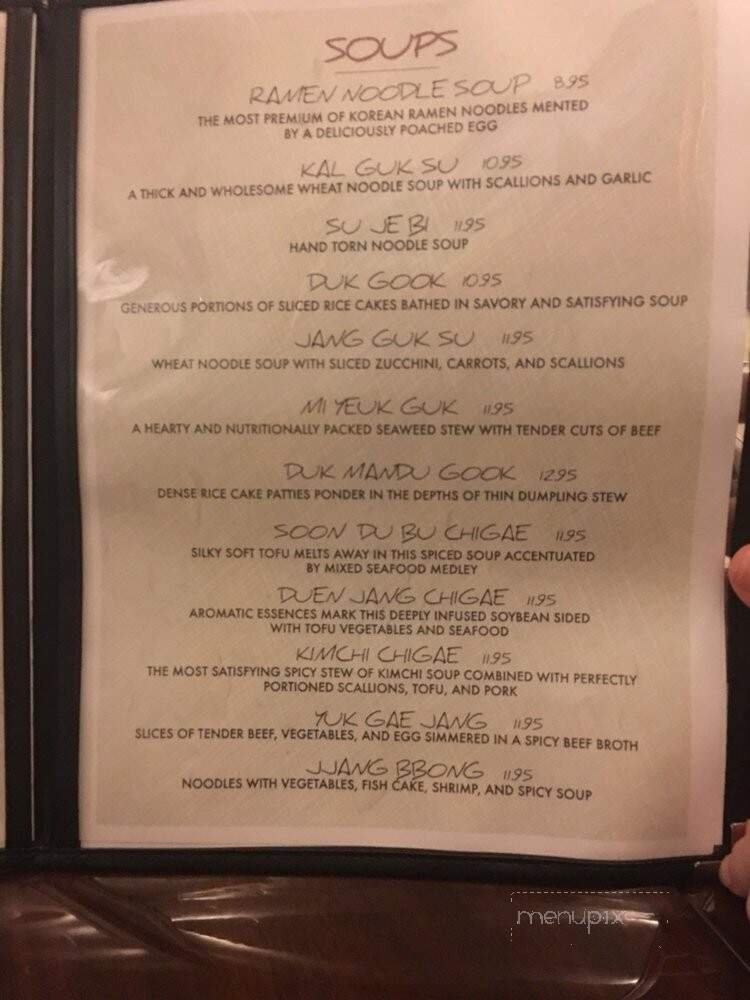 SOUPS
RAMEN NOODLE SOUP 8.95
THE MOST PREMIUM OF KOREAN RAMEN NOODLES MENTED
BY A DELICIOUSLY POACHED EGG
KAL GUK SU 10.95
A THICK AND WHOLESOME WHEAT NOODLE SOUP WITH SCALLIONS AND GARLIC
SU JE BI 11.95
HAND TORN NOODLE SOUP
DUK GOOK 10.95
GENEROUS PORTIONS OF SLICED RICE CAKES BATHED IN SAVORY AND SATISFYING SOUP
JANG GUK SU 11.95
WHEAT NOODLE SOUP WITH SLICED ZUCCHINI, CARROTS, AND SCALLIONS
MI YEUK GUK 11.95
A HEARTY AND NUTRITIONALLY PACKED SEAWEED STEW WITH TENDER CUTS OF BEEF
DUK MANDU GOOK 12.95
DENSE RICE CAKE PATTIES PONDER IN THE DEPTHS OF THIN DUMPLING STEW
SOON DU BU CHIGAE 11.95
SILKY SOFT TOFU MELTS AWAY IN THIS SPICED SOUP ACCENTUATED
BY MIXED SEAFOOD MEDLEY
DUEN JANG CHIGAE 11.95
AROMATIC ESSENCES MARK THIS DEEPLY INFUSED SOYBEAN SIDED
WITH TOFU VEGETABLES AND SEAFOOD
KIMCHI CHIGAE 11.95
THE MOST SATISFYING SPICY STEW OF KIMCHI SOUP COMBINED WITH PERFECTLY
PORTIONED SCALLIONS, TOFU, AND PORK
YUK GAE JANG 11.95
SLICES OF TENDER BEEF, VEGETABLES, AND EGG SIMMERED IN A SPICY BEEF BROTH
JJANG BBONG 11.95
NOODLES WITH VEGETABLES, FISH CAKE, SHRIMP, AND SPICY SOUP
menupix